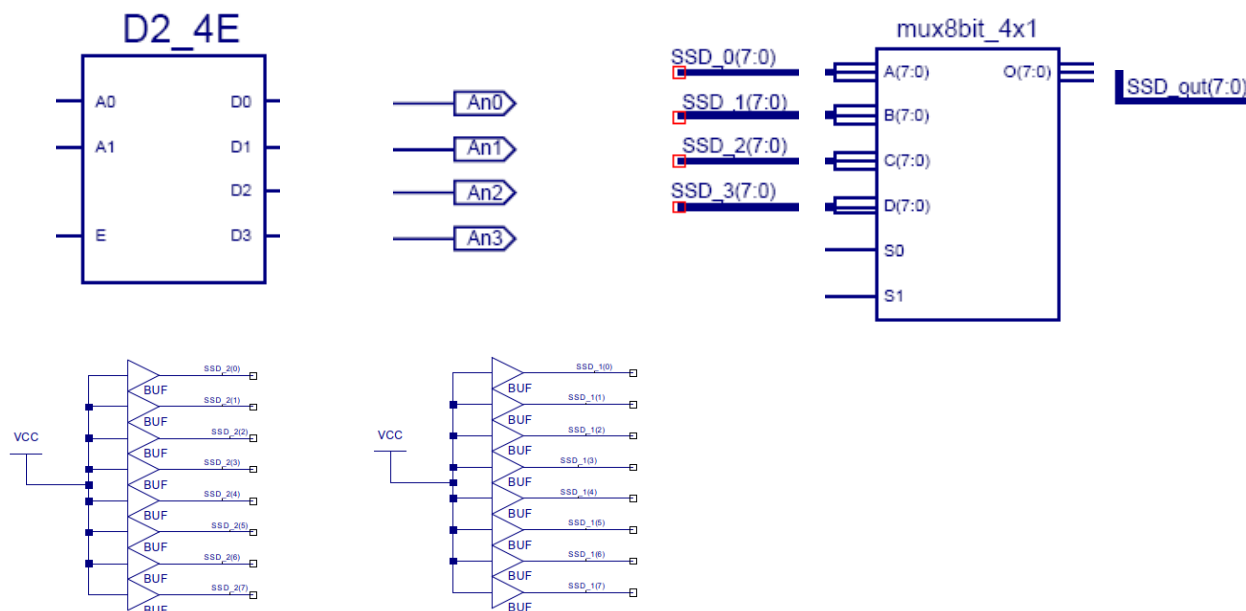 D2_4E
A0
A1
E
D0
D1
D2
D3
An0
An1
An2
An3
SSD_0(7:0)
SSD_1(7:0)
SSD_2(7:0)
SSD_3(7:0)
mux8bit_4x1
A(7:0)
B(7:0)
C(7:0)
D(7:0)
S0
S1
O(7:0)
SSD_out(7:0)
VCC
SSD_2(0)
BUF
SSD_2(1)
BUF
SSD_2(2)
BUF
SSD_2(3)
BUF
SSD_2(4)
BUF
SSD_2(5)
BUF
SSD_2(6)
BUF
SSD_2(7)
BUF
VCC
SSD_1(0)
BUF
SSD_1(1)
BUF
SSD_1(2)
BUF
SSD_1(3)
BUF
SSD_1(4)
BUF
SSD_1(5)
BUF
SSD_1(6)
BUF
SSD_1(7)
BUF